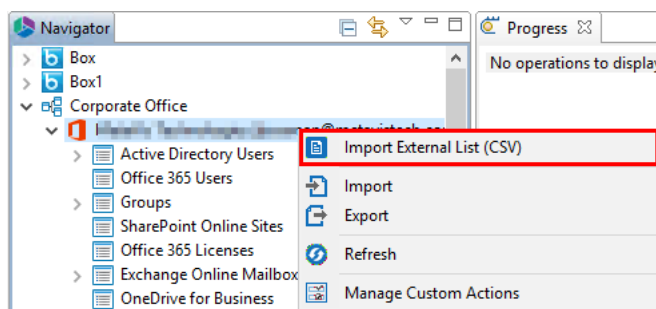 Navigator
Progress
Box
No operations to display
Box1
Corporate Office
Import External List (CSV)
Active Directory Users
Import
Office 365 Users
Groups
Export
SharePoint Online Sites
Office 365 Licenses
Refresh
Exchange Online Mailbox
Manage Custom Actions
OneDrive for Business